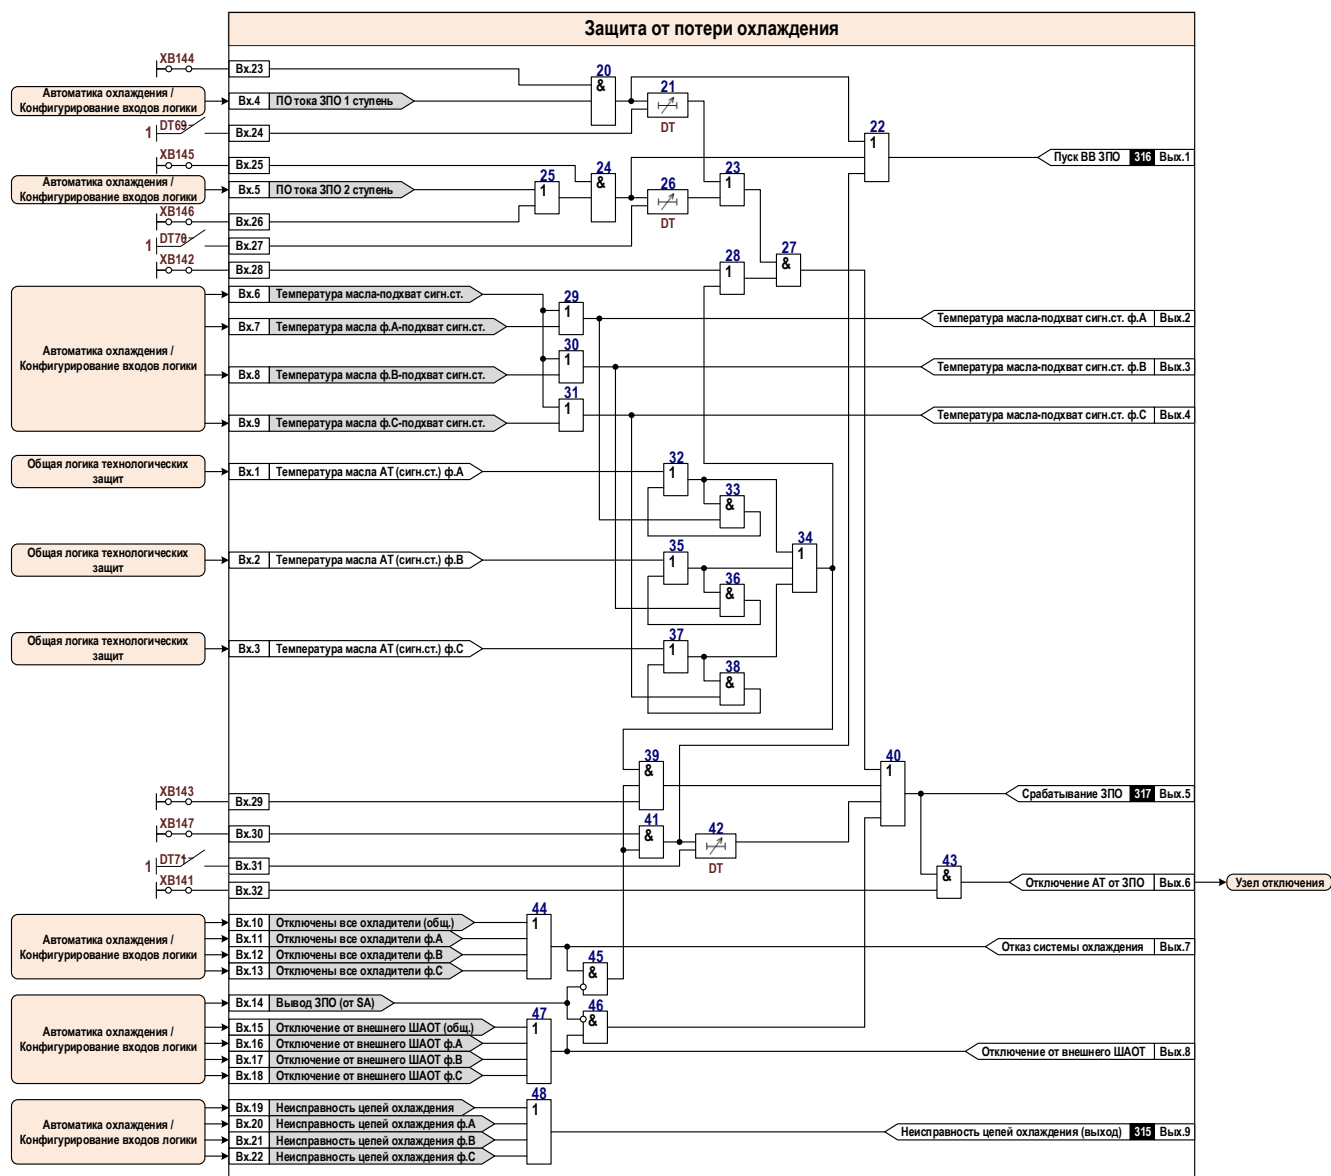 Защита от потери охлаждения
XB144
Вх.23
20
&
Автоматика охлаждения /
Конфигурирование входов логики
Вх.4 ПО тока ЗПО 1 ступень
21
DT
22
1
1 DT69
Вх.24
XB145
Вх.25
Пуск ВВ ЗПО 316 Вых.1
24
&
25
1
26
DT
23
1
Автоматика охлаждения /
Конфигурирование входов логики
Вх.5 ПО тока ЗПО 2 ступень
XB146
Вх.26
1 DT70
Вх.27
XB142
Вх.28
28
1
27
&
Автоматика охлаждения /
Конфигурирование входов логики
Вх.6 Температура масла-подхват сигн.ст.
29
1
Температура масла-подхват сигн.ст. ф.А Вых.2
Вх.7 Температура масла ф.А-подхват сигн.ст.
30
1
Температура масла-подхват сигн.ст. ф.В Вых.3
Вх.8 Температура масла ф.В-подхват сигн.ст.
31
1
Температура масла-подхват сигн.ст. ф.С Вых.4
Вх.9 Температура масла ф.С-подхват сигн.ст.
Общая логика технологических
защит
Вх.1 Температура масла АТ (сигн.ст.) ф.А
32
1
33
&
34
1
Общая логика технологических
защит
Вх.2 Температура масла АТ (сигн.ст.) ф.В
35
1
36
&
Общая логика технологических
защит
Вх.3 Температура масла АТ (сигн.ст.) ф.С
37
1
38
&
39
&
40
1
XB143
Вх.29
Срабатывание ЗПО 317 Вых.5
XB147
Вх.30
41
&
42
DT
1 DT71
Вх.31
43
&
XB141
Вх.32
Отключение АТ от ЗПО Вых.6
Узел отключения
Автоматика охлаждения /
Конфигурирование входов логики
Вх.10 Отключены все охладители (общ.)
Вх.11 Отключены все охладители ф.А
Вх.12 Отключены все охладители ф.В
Вх.13 Отключены все охладители ф.С
44
1
Отказ системы охлаждения Вых.7
45
&
Автоматика охлаждения /
Конфигурирование входов логики
Вх.14 Вывод ЗПО (от SA)
46
&
Вх.15 Отключение от внешнего ШАОТ (общ.)
Вх.16 Отключение от внешнего ШАОТ ф.А
Вх.17 Отключение от внешнего ШАОТ ф.В
Вх.18 Отключение от внешнего ШАОТ ф.С
47
1
Отключение от внешнего ШАОТ Вых.8
Автоматика охлаждения /
Конфигурирование входов логики
Вх.19 Неисправность цепей охлаждения
Вх.20 Неисправность цепей охлаждения ф.А
Вх.21 Неисправность цепей охлаждения ф.В
Вх.22 Неисправность цепей охлаждения ф.С
48
1
Неисправность цепей охлаждения (выход) 315 Вых.9